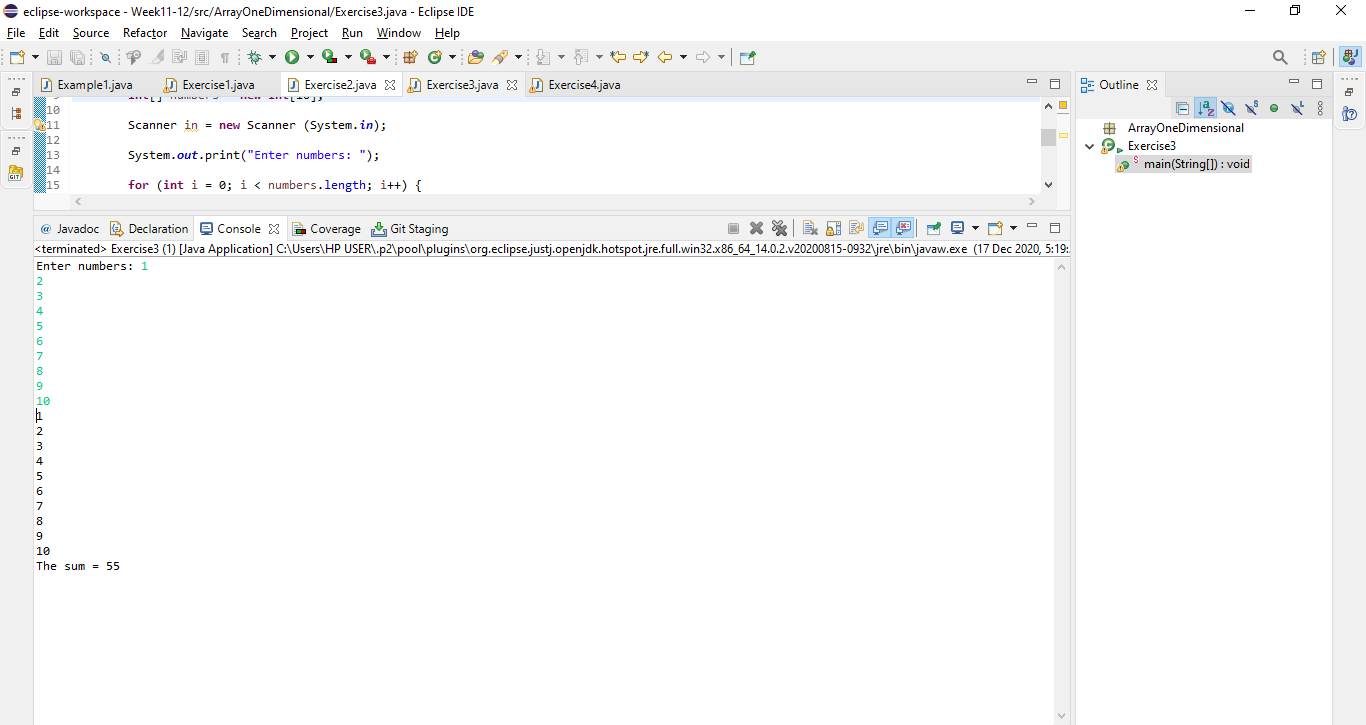 eclipse-workspace - Week11-12/src/ArrayOneDimensional/Exercise3.java - Eclipse IDE
File Edit Source Refactor Navigate Search Project Run Window Help
Example1.java Exercise1.java Exercise2.java Exercise3.java Exercise4.java
Outline
int[] numbers = new int[10];
10
11 Scanner in = new Scanner (System.in);
12
13 System.out.print("Enter numbers: ");
14
15 for (int i = 0; i < numbers.length; i++) {
ArrayOneDimensional
Exercise3
main(String[]) : void
@ Javadoc Declaration Console Coverage Git Staging
<terminated> Exercise3 (1) [Java Application] C:\Users\HP USER\.p2\pool\plugins\org.eclipse.justj.openjdk.hotspot.jre.full.win32.x86_64_14.0.2.v20200815-0932\jre\bin\javaw.exe (17 Dec 2020, 5:19:
Enter numbers: 1
2
3
4
5
6
7
8
9
10
1
2
3
4
5
6
7
8
9
10
The sum = 55